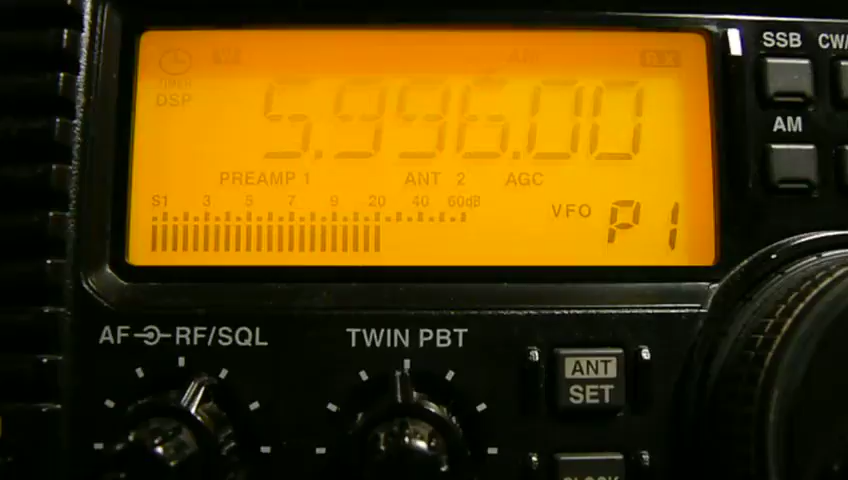 SSB CW/
TIMER
DSP
5.996.00
AM
PREAMP 1 ANT 2 AGC
S1 3 5 7 9 20 40 60dB
VFO P1
AF RF/SQL TWIN PBT
ANT
SET